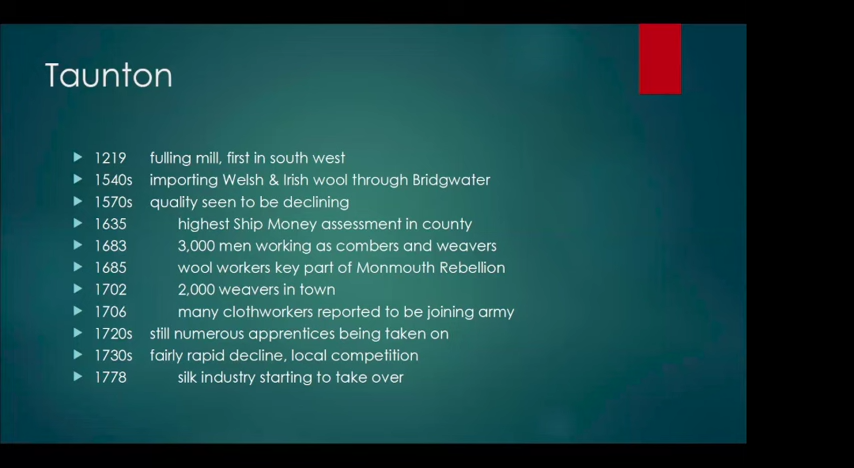 Taunton
1219 fulling mill, first in south west
1540s importing Welsh & Irish wool through Bridgwater
1570s quality seen to be declining
1635 highest Ship Money assessment in county
1683 3,000 men working as combers and weavers
1685 wool workers key part of Monmouth Rebellion
1702 2,000 weavers in town
1706 many clothworkers reported to be joining army
1720s still numerous apprentices being taken on
1730s fairly rapid decline, local competition
1778 silk industry starting to take over